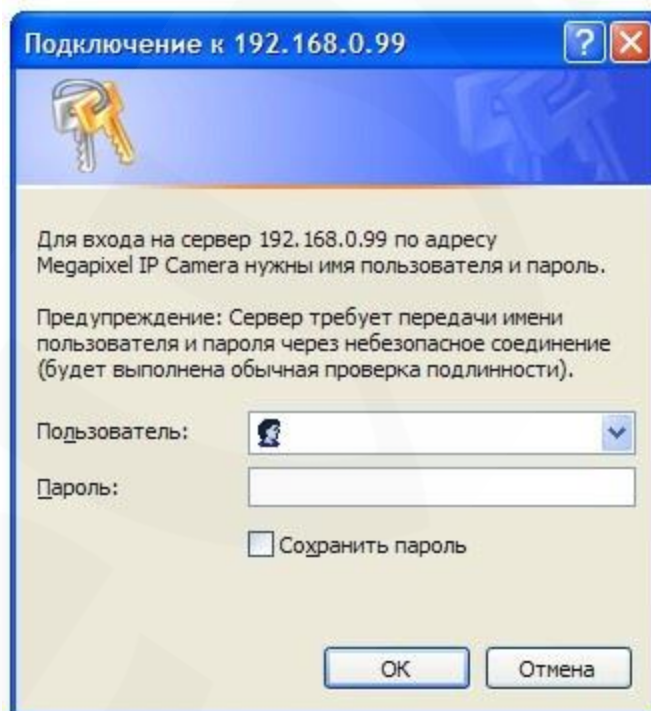 Подключение к 192.168.0.99
Для входа на сервер 192.168.0.99 по адресу
Megapixel IP Camera нужны имя пользователя и пароль.
Предупреждение: Сервер требует передачи имени
пользователя и пароля через небезопасное соединение
(будет выполнена обычная проверка подлинности).
Пользователь:
Пароль:
Сохранить пароль
ОК
Отмена